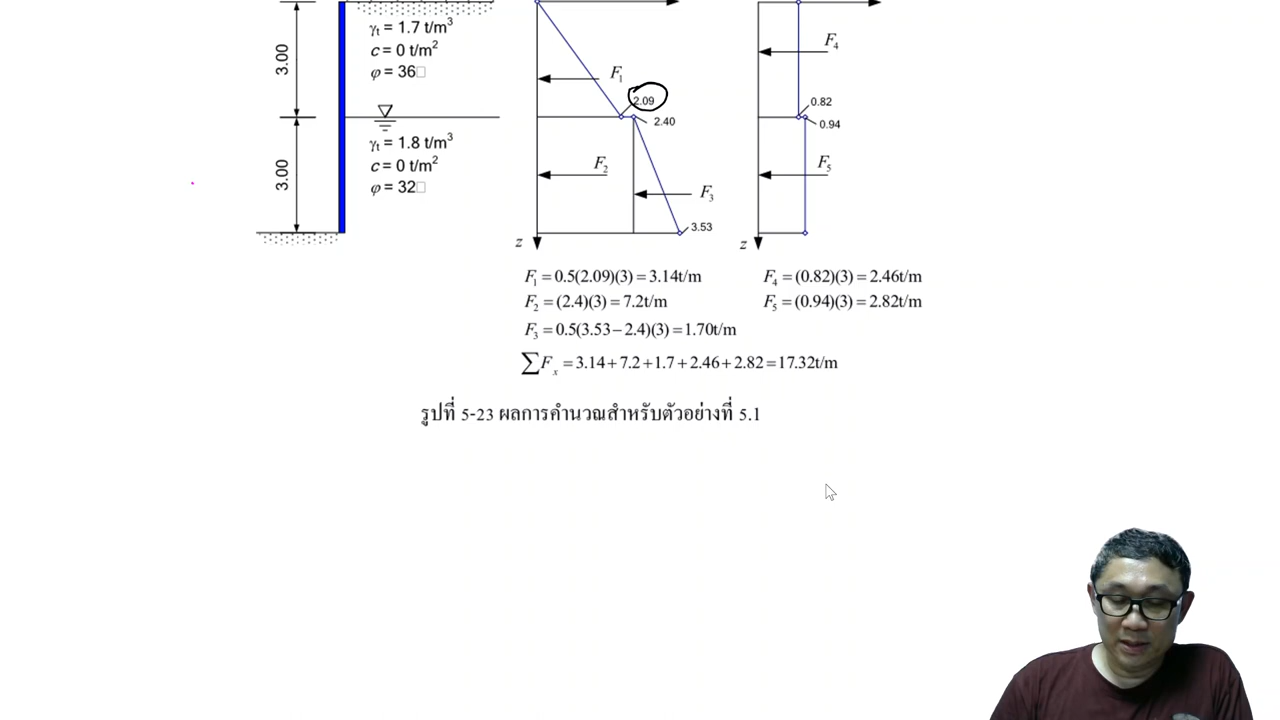 γt = 1.7 t/m³
c = 0 t/m²
φ = 36□
3.00
γt = 1.8 t/m³
c = 0 t/m²
φ = 32□
3.00
F₁
2.09
2.40
F₂
F₃
3.53
z
F₄
0.82
0.94
F₅
z
F₁ = 0.5(2.09)(3) = 3.14t/m
F₂ = (2.4)(3) = 7.2t/m
F₃ = 0.5(3.53−2.4)(3) = 1.70t/m
F₄ = (0.82)(3) = 2.46t/m
F₅ = (0.94)(3) = 2.82t/m
∑Fₓ = 3.14+7.2+1.7+2.46+2.82 = 17.32t/m
รูปที่ 5-23 ผลการคำนวณสำหรับตัวอย่างที่ 5.1